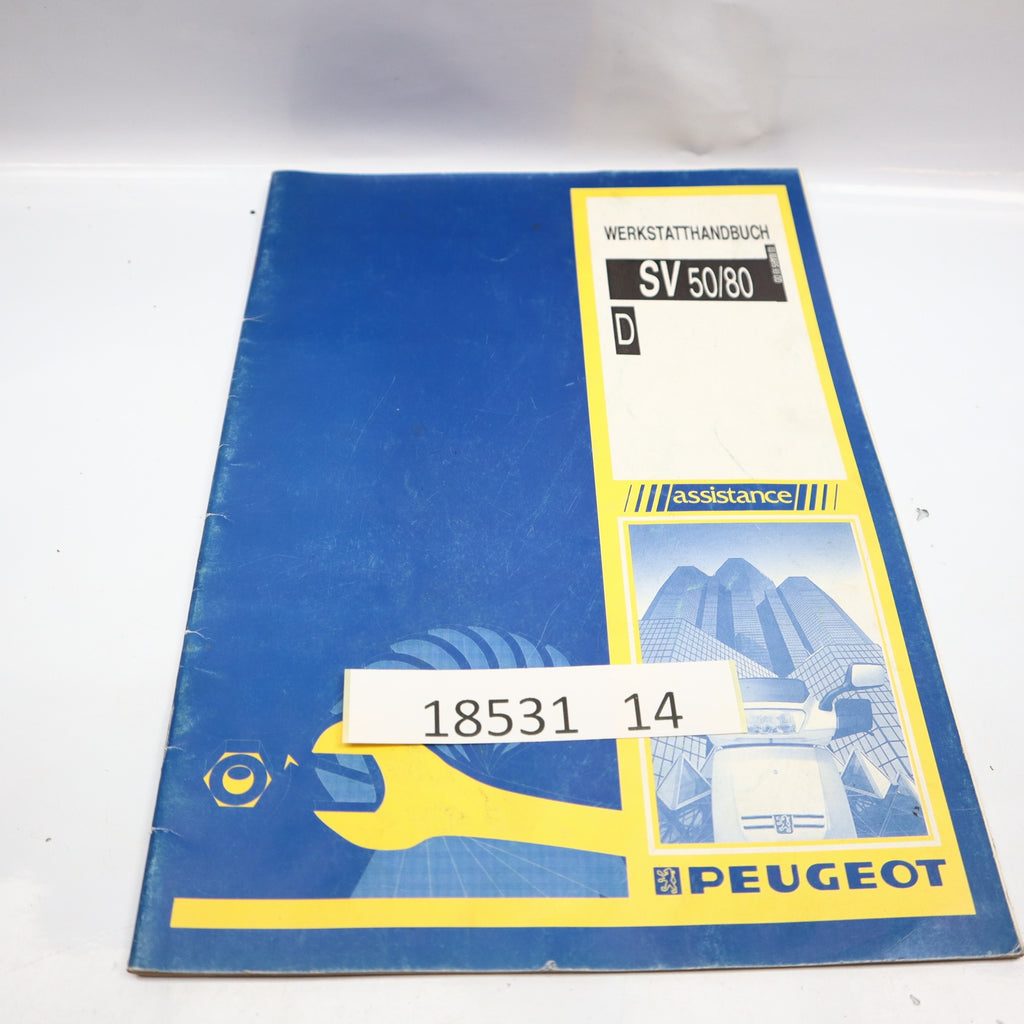 WERKSTATTHANDBUCH
SV 50/80
D
assistance
18531 14
PEUGEOT